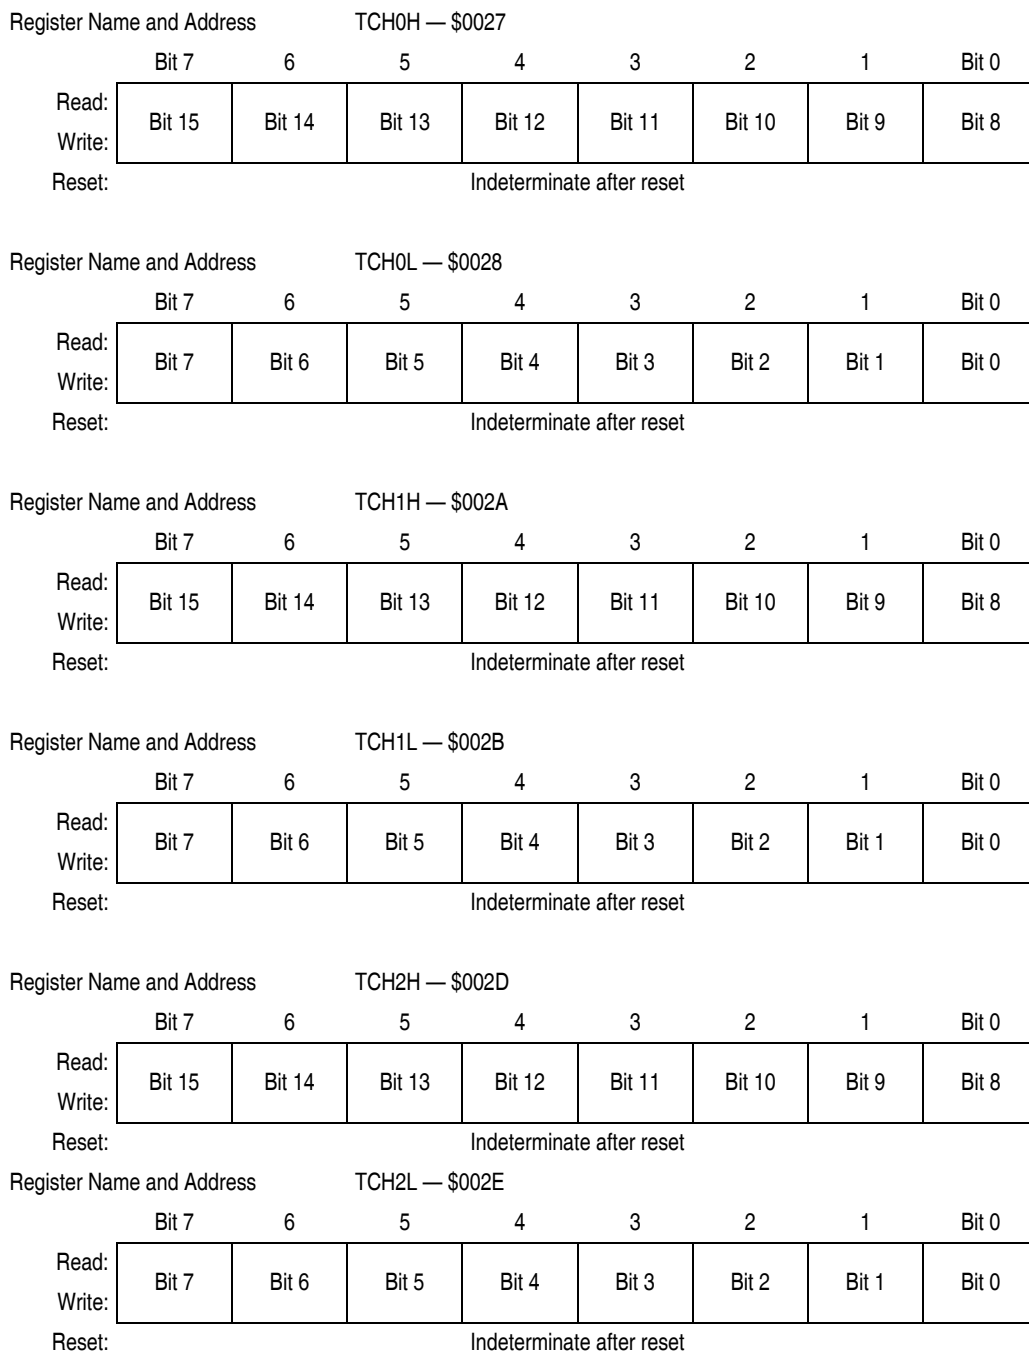 Register Name and Address TCH0H — $0027
Bit 7 6 5 4 3 2 1 Bit 0
Read:
Bit 15 Bit 14 Bit 13 Bit 12 Bit 11 Bit 10 Bit 9 Bit 8
Write:
Reset: Indeterminate after reset
Register Name and Address TCH0L — $0028
Bit 7 6 5 4 3 2 1 Bit 0
Read:
Bit 7 Bit 6 Bit 5 Bit 4 Bit 3 Bit 2 Bit 1 Bit 0
Write:
Reset: Indeterminate after reset
Register Name and Address TCH1H — $002A
Bit 7 6 5 4 3 2 1 Bit 0
Read:
Bit 15 Bit 14 Bit 13 Bit 12 Bit 11 Bit 10 Bit 9 Bit 8
Write:
Reset: Indeterminate after reset
Register Name and Address TCH1L — $002B
Bit 7 6 5 4 3 2 1 Bit 0
Read:
Bit 7 Bit 6 Bit 5 Bit 4 Bit 3 Bit 2 Bit 1 Bit 0
Write:
Reset: Indeterminate after reset
Register Name and Address TCH2H — $002D
Bit 7 6 5 4 3 2 1 Bit 0
Read:
Bit 15 Bit 14 Bit 13 Bit 12 Bit 11 Bit 10 Bit 9 Bit 8
Write:
Reset: Indeterminate after reset
Register Name and Address TCH2L — $002E
Bit 7 6 5 4 3 2 1 Bit 0
Read:
Bit 7 Bit 6 Bit 5 Bit 4 Bit 3 Bit 2 Bit 1 Bit 0
Write:
Reset: Indeterminate after reset